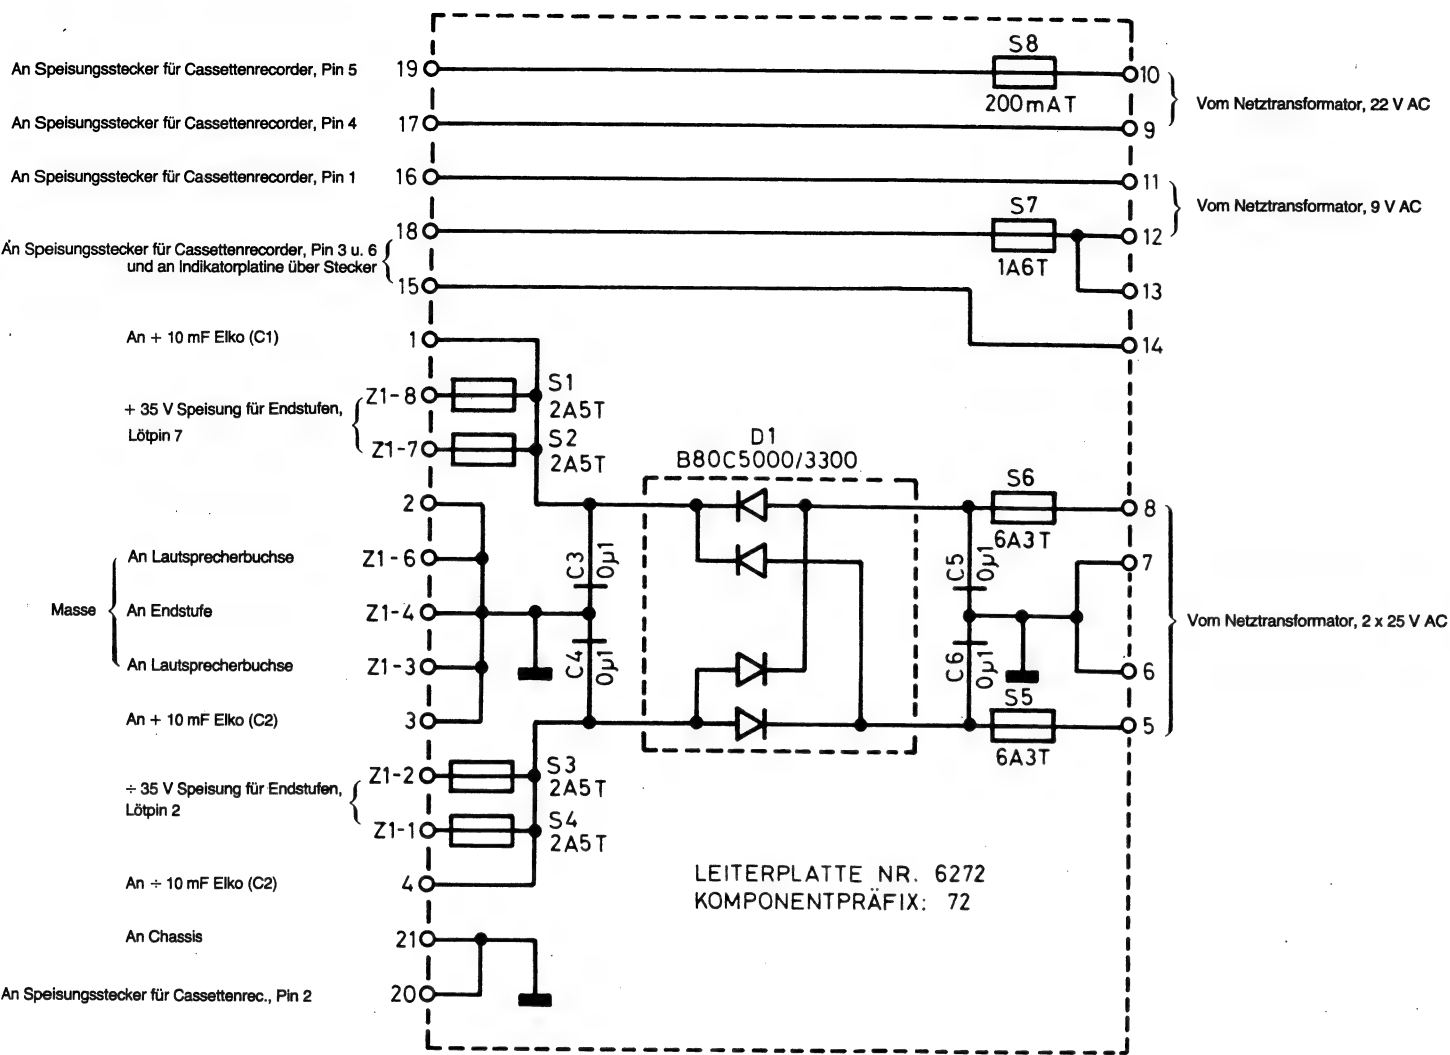 S8
An Speisungsstecker für Cassettenrecorder, Pin 5 19 10
200mAT
Vom Netztransformator, 22 V AC
An Speisungsstecker für Cassettenrecorder, Pin 4 17 9
An Speisungsstecker für Cassettenrecorder, Pin 1 16 11
S7
Vom Netztransformator, 9 V AC
18 12
An Speisungsstecker für Cassettenrecorder, Pin 3 u. 6
und an Indikatorplatine über Stecker
1A6T
15 13
An + 10 mF Elko (C1) 1 14
Z1-8 S1
2A5T
+ 35 V Speisung für Endstufen,
Lötpin 7
Z1-7 S2
2A5T
D1
B80C5000/3300
S6
2 8
6A3T
An Lautsprecherbuchse Z1-6 C3 0µ1 C5 0µ1 7
Masse An Endstufe Z1-4
Vom Netztransformator, 2 x 25 V AC
An Lautsprecherbuchse Z1-3 C4 0µ1 C6 0µ1 6
S5
An + 10 mF Elko (C2) 3 5
6A3T
Z1-2 S3
2A5T
÷ 35 V Speisung für Endstufen,
Lötpin 2
Z1-1 S4
2A5T
An ÷ 10 mF Elko (C2) 4
LEITERPLATTE NR. 6272
KOMPONENTPRÄFIX: 72
An Chassis 21
An Speisungsstecker für Cassettenrec., Pin 2 20